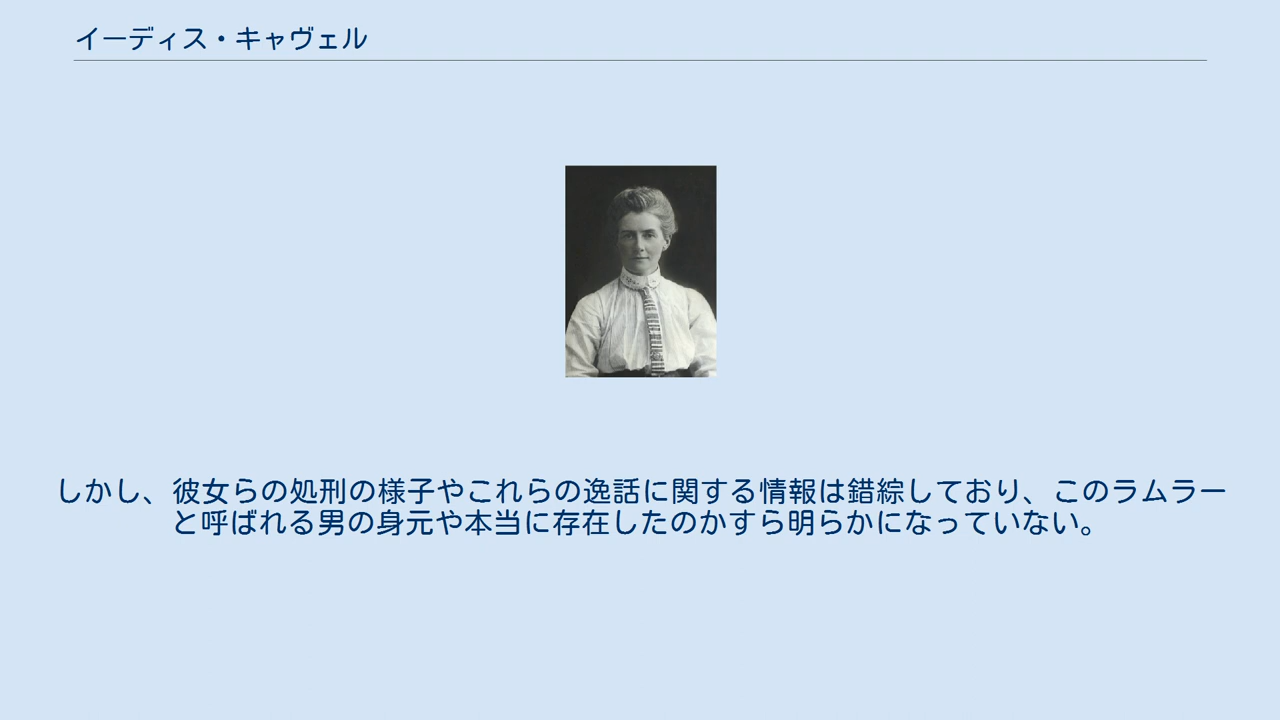 イーディス・キャヴェル
しかし、彼女らの処刑の様子やこれらの逸話に関する情報は錯綜しており、このラムラー
と呼ばれる男の身元や本当に存在したのかすら明らかになっていない。